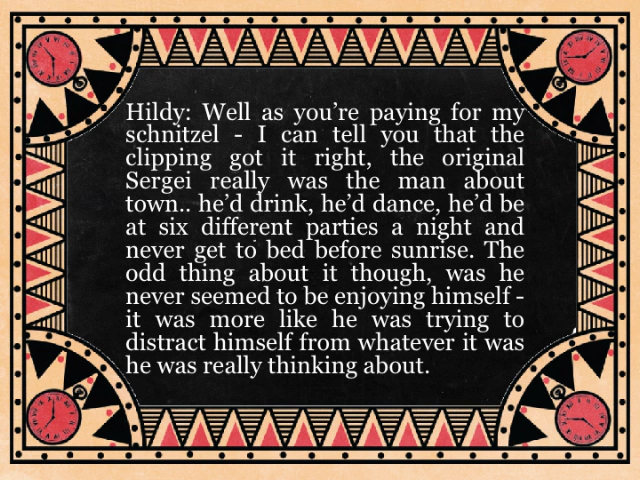 Hildy: Well as you’re paying for my
schnitzel - I can tell you that the
clipping got it right, the original
Sergei really was the man about
town.. he’d drink, he’d dance, he’d be
at six different parties a night and
never get to bed before sunrise. The
odd thing about it though, was he
never seemed to be enjoying himself -
it was more like he was trying to
distract himself from whatever it was
he was really thinking about.